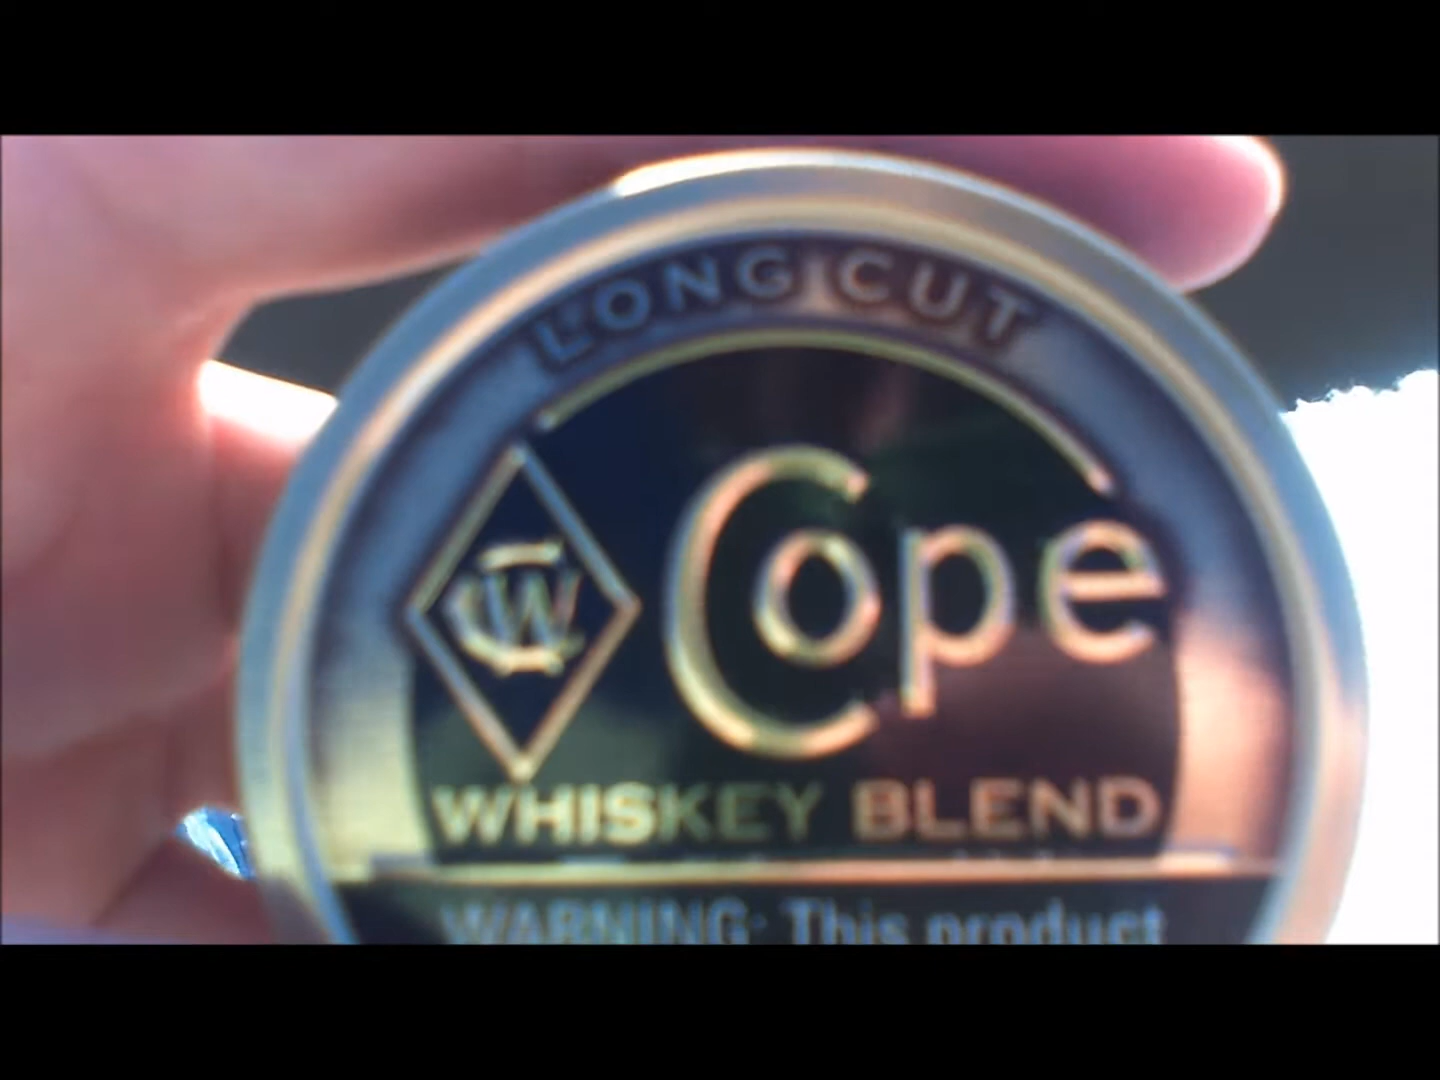 LONG CUT
CW
Cope
WHISKEY BLEND
WARNING: This product